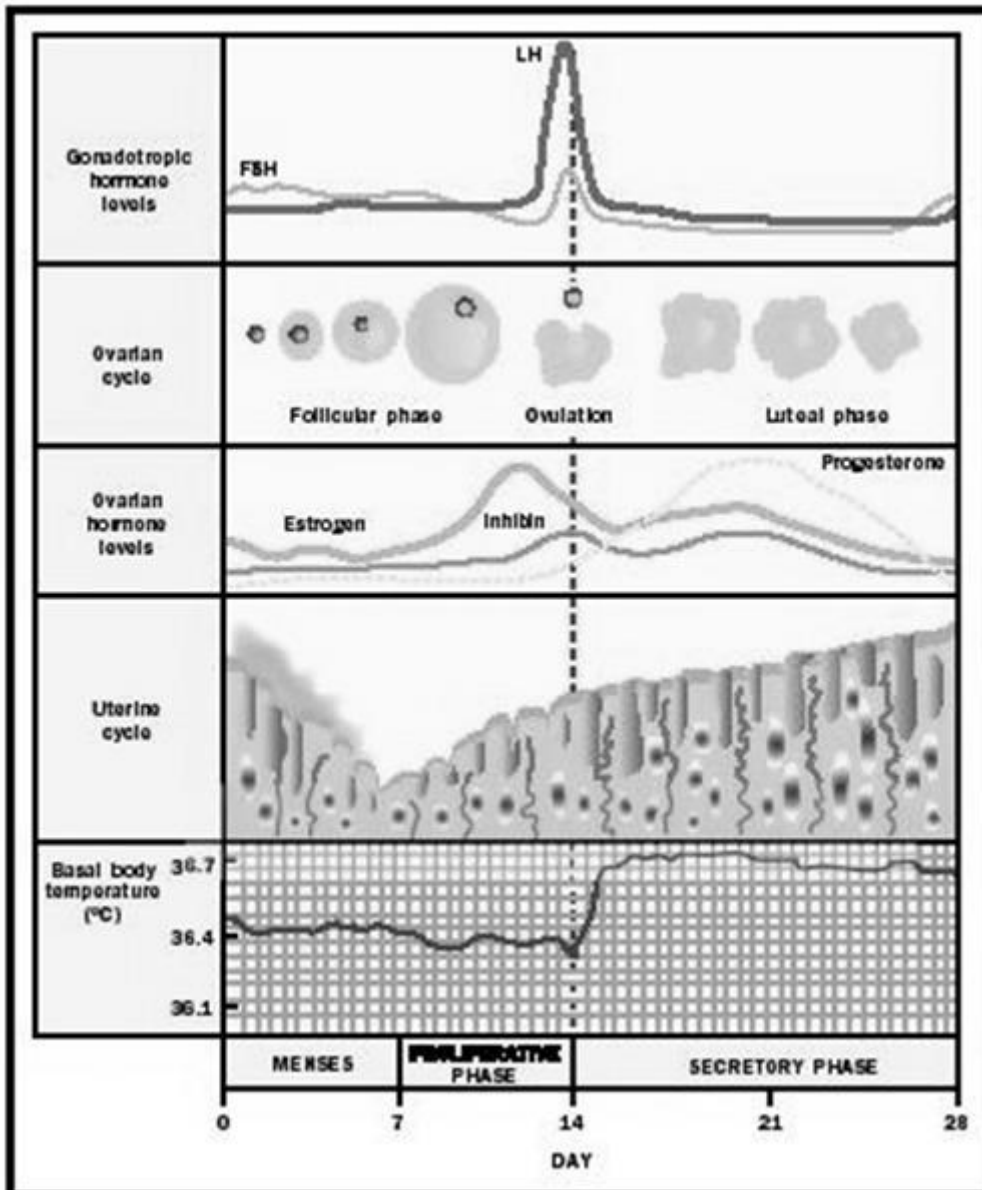 LH
FSH
Gonadotropic
hormone
levels
Ovarian
cycle
Follicular phase
Ovulation
Luteal phase
Ovarian
hormone
levels
Estrogen
Inhibin
Progesterone
Uterine
cycle
Basal body
temperature
(°C)
36.7
36.4
36.1
MENSES
PROLIFERATIVE
PHASE
SECRETORY PHASE
0
7
14
21
28
DAY